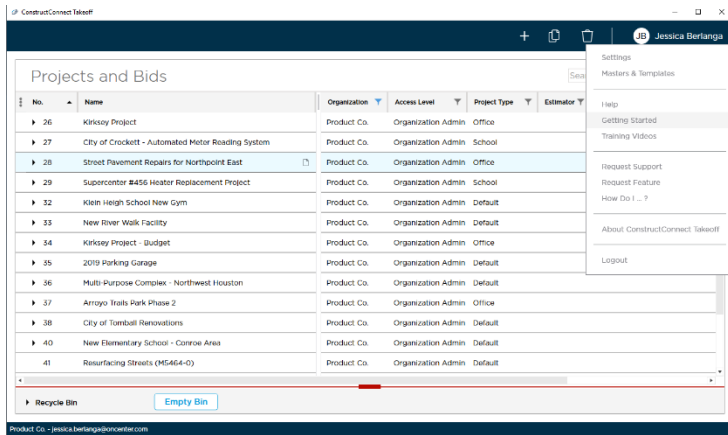 ConstructConnect Takeoff
JB Jessica Berlanga
Projects and Bids
Sea
No. Name Organization Access Level Project Type Estimator
26 Kirksey Project Product Co. Organization Admin Office
27 City of Crockett - Automated Meter Reading System Product Co. Organization Admin School
28 Street Pavement Repairs for Northpoint East Product Co. Organization Admin Office
29 Supercenter #456 Heater Replacement Project Product Co. Organization Admin School
32 Klein Heigh School New Gym Product Co. Organization Admin Default
33 New River Walk Facility Product Co. Organization Admin Default
34 Kirksey Project - Budget Product Co. Organization Admin Office
35 2019 Parking Garage Product Co. Organization Admin Default
36 Multi-Purpose Complex - Northwest Houston Product Co. Organization Admin Default
37 Arroyo Trails Park Phase 2 Product Co. Organization Admin Office
38 City of Tomball Renovations Product Co. Organization Admin Default
40 New Elementary School - Conroe Area Product Co. Organization Admin Default
41 Resurfacing Streets (M5464-0) Product Co. Organization Admin Default
Settings
Masters & Templates
Help
Getting Started
Training Videos
Request Support
Request Feature
How Do I ... ?
About ConstructConnect Takeoff
Logout
Recycle Bin
Empty Bin
Product Co. - jessica.berlanga@oncenter.com